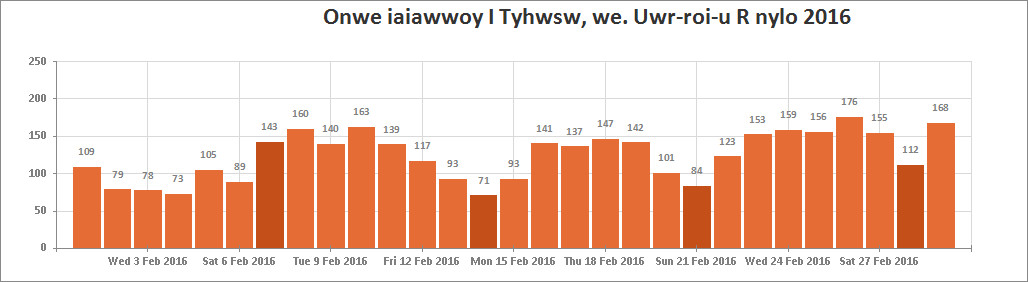 Onwe iaiawwoy I Tyhwsw, we. Uwr-roi-u R nylo 2016
250
200
150
100
50
0
109 79 78 73 105 89 143 160 140 163 139 117 93 71 93 141 137 147 142 101 84 123 153 159 156 176 155 112 168
Wed 3 Feb 2016 Sat 6 Feb 2016 Tue 9 Feb 2016 Fri 12 Feb 2016 Mon 15 Feb 2016 Thu 18 Feb 2016 Sun 21 Feb 2016 Wed 24 Feb 2016 Sat 27 Feb 2016